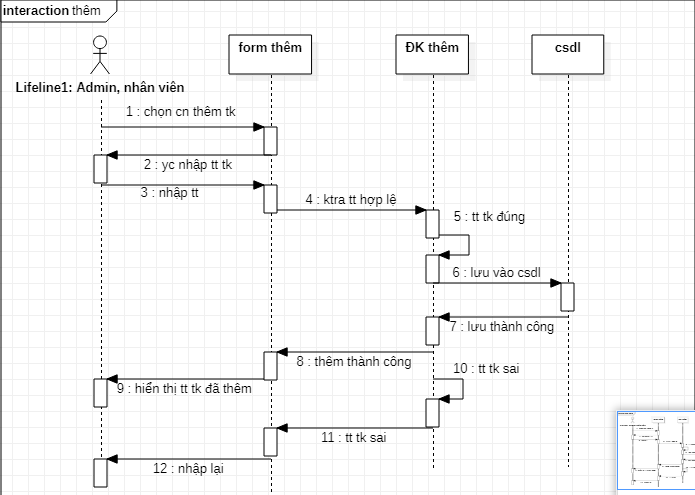 interaction thêm
form thêm
ĐK thêm
csdl
Lifeline1: Admin, nhân viên
1 : chọn cn thêm tk
2 : yc nhập tt tk
3 : nhập tt
4 : ktra tt hợp lệ
5 : tt tk đúng
6 : lưu vào csdl
7 : lưu thành công
8 : thêm thành công
9 : hiển thị tt tk đã thêm
10 : tt tk sai
11 : tt tk sai
12 : nhập lại